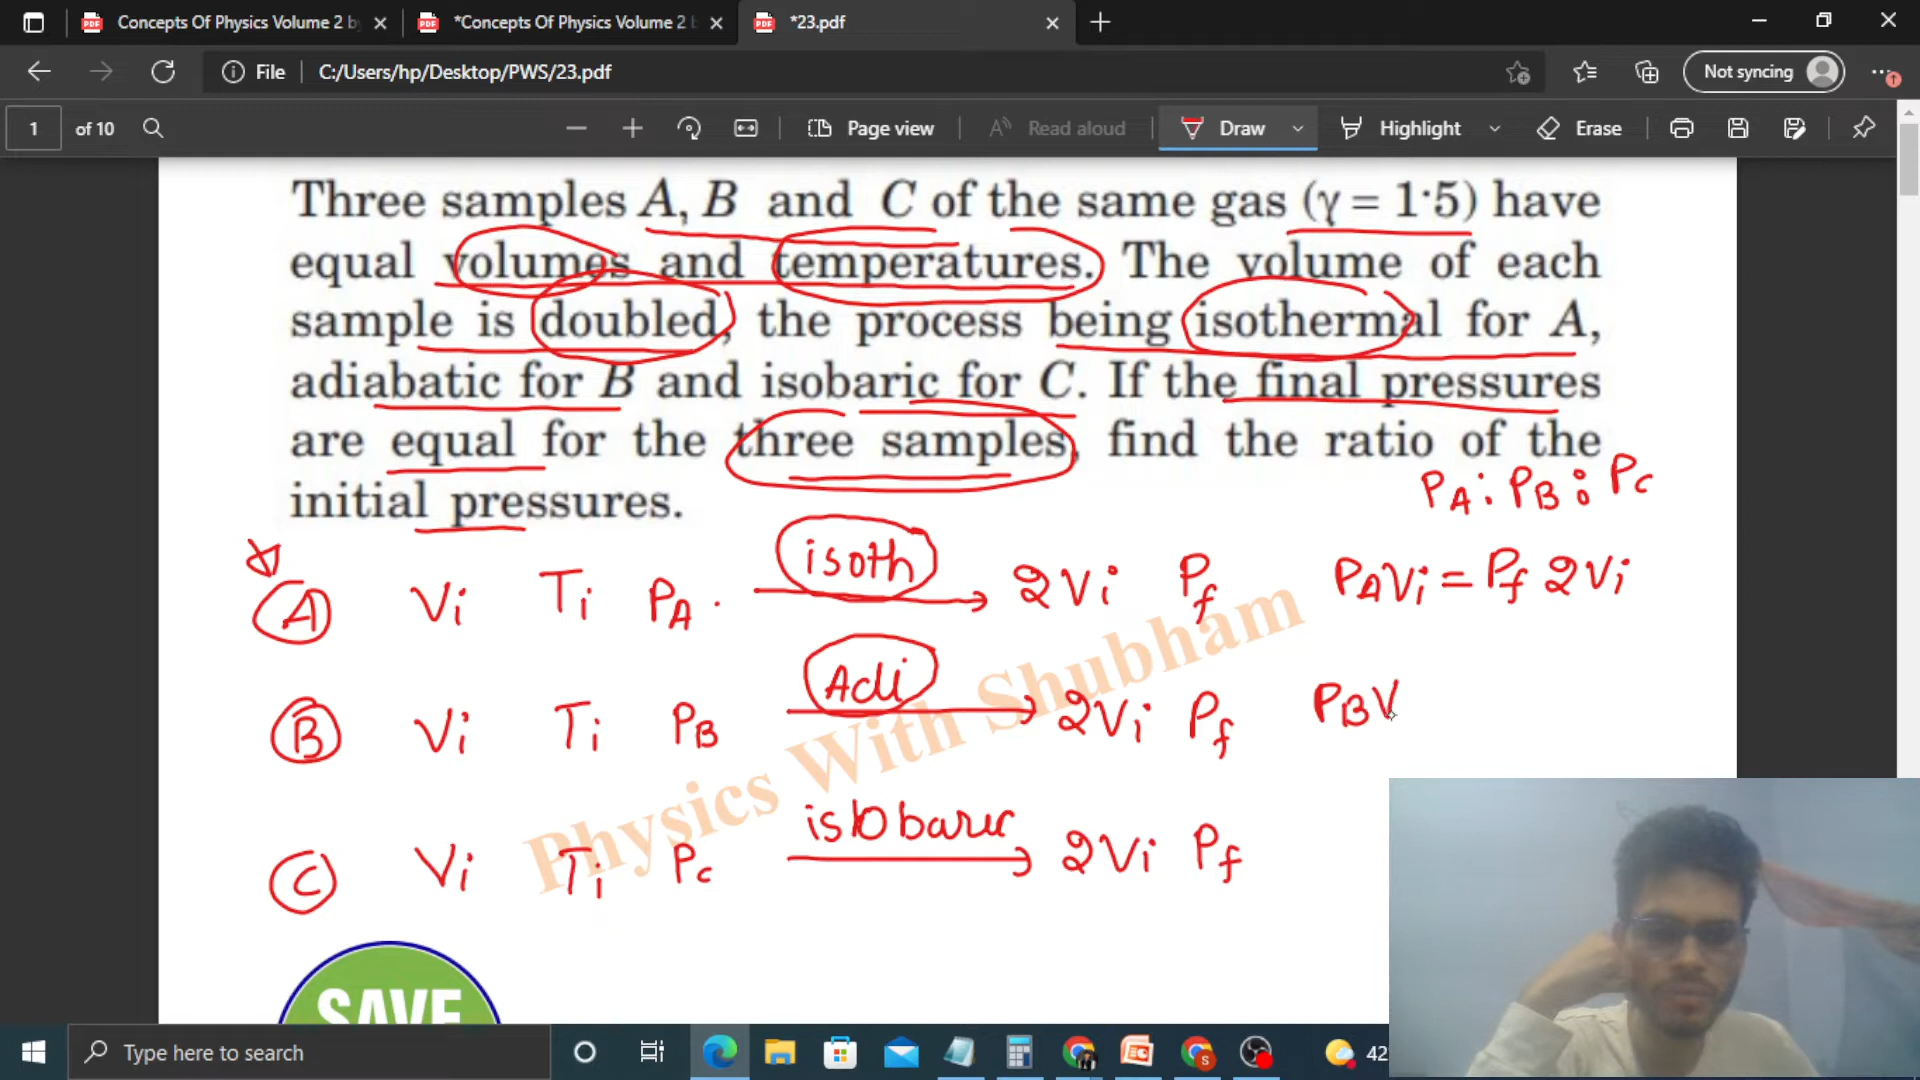 Concepts Of Physics Volume 2 by
*Concepts Of Physics Volume 2 b
*23.pdf
File
C:/Users/hp/Desktop/PWS/23.pdf
Not syncing
1 of 10
Page view
Read aloud
Draw
Highlight
Erase
Three samples A, B and C of the same gas (γ = 1·5) have
equal volumes and temperatures. The volume of each
sample is doubled, the process being isothermal for A,
adiabatic for B and isobaric for C. If the final pressures
are equal for the three samples, find the ratio of the
initial pressures.
PA : PB : Pc
A Vi Ti PA . isoth 2Vi Pf PAVi = Pf 2Vi
B Vi Ti PB Adi 2Vi Pf PBV
C Vi Ti Pc isobaric 2Vi Pf
Physics With Shubham
SAVE
Type here to search
42